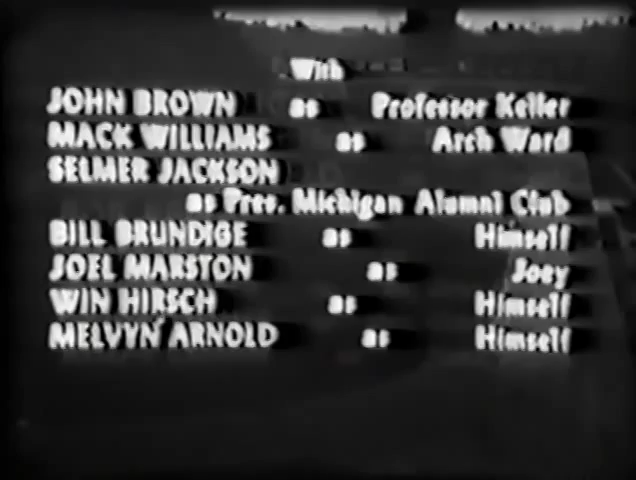 With
JOHN BROWN as Professor Keller
MACK WILLIAMS as Arch Ward
SELMER JACKSON
as Pres. Michigan Alumni Club
BILL BRUNDIGE as Himself
JOEL MARSTON as Joey
WIN HIRSCH as Himself
MELVYN ARNOLD as Himself